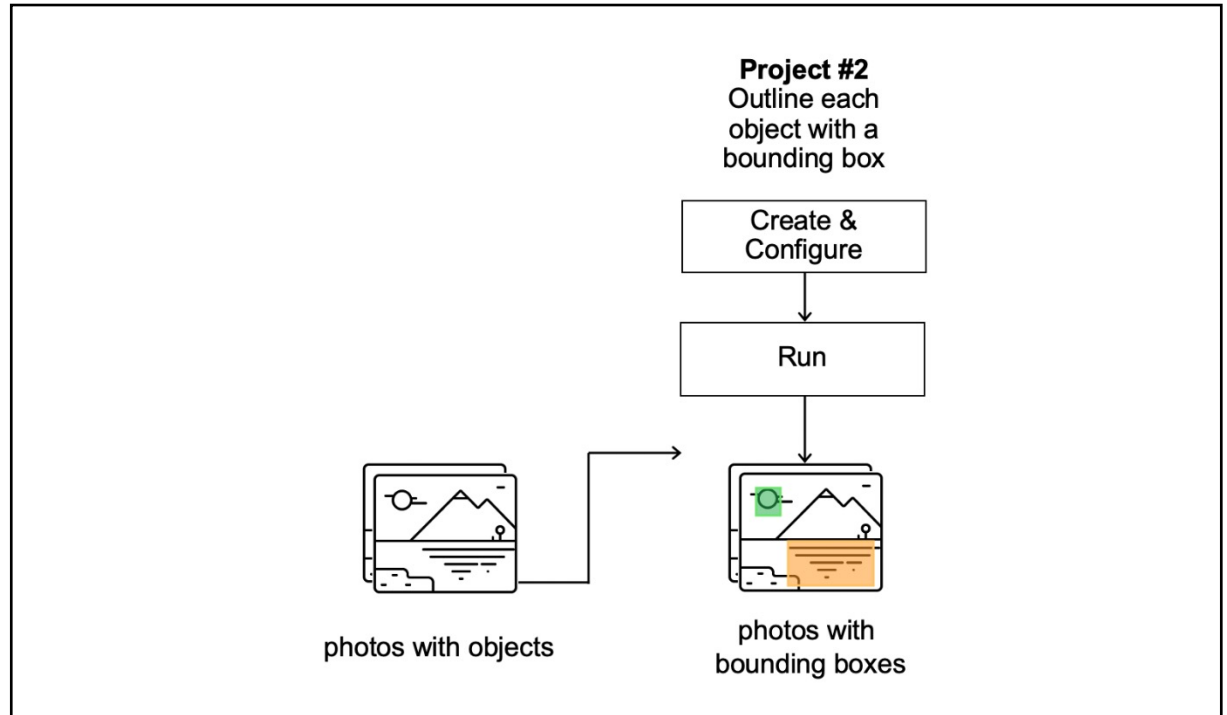 Project #2
Outline each
object with a
bounding box
Create &
Configure
Run
photos with objects
photos with
bounding boxes